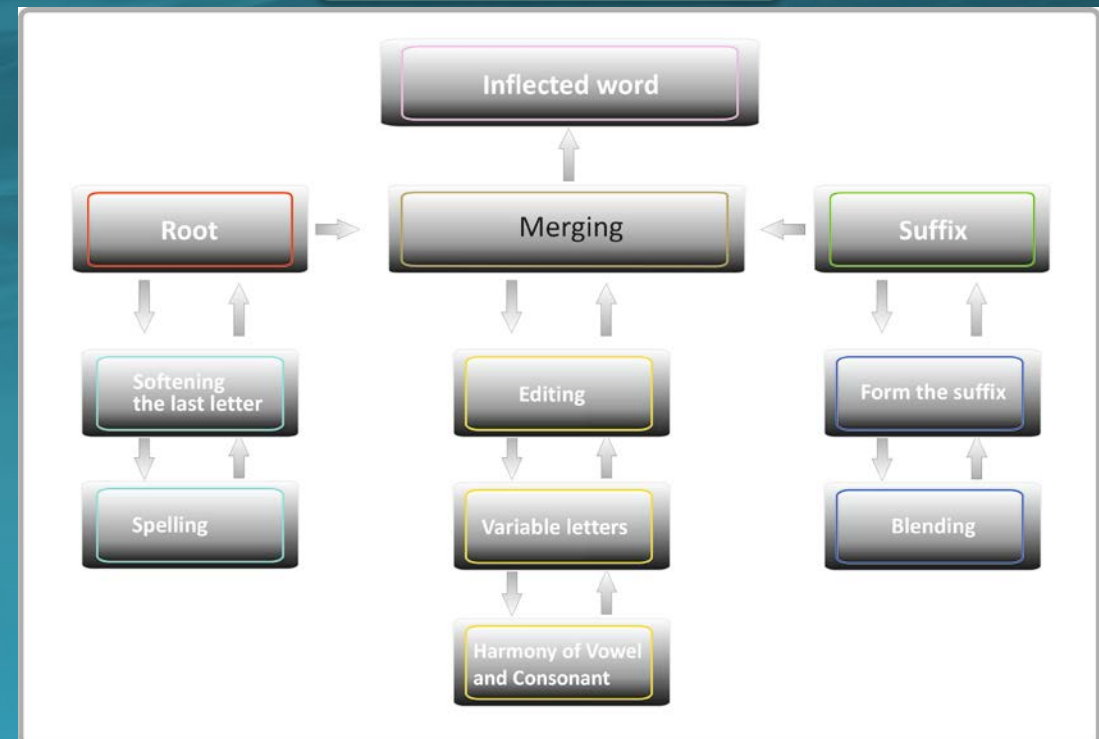 Inflected word
Root
Merging
Suffix
Softening
the last letter
Editing
Form the suffix
Spelling
Variable letters
Blending
Harmony of Vowel
and Consonant